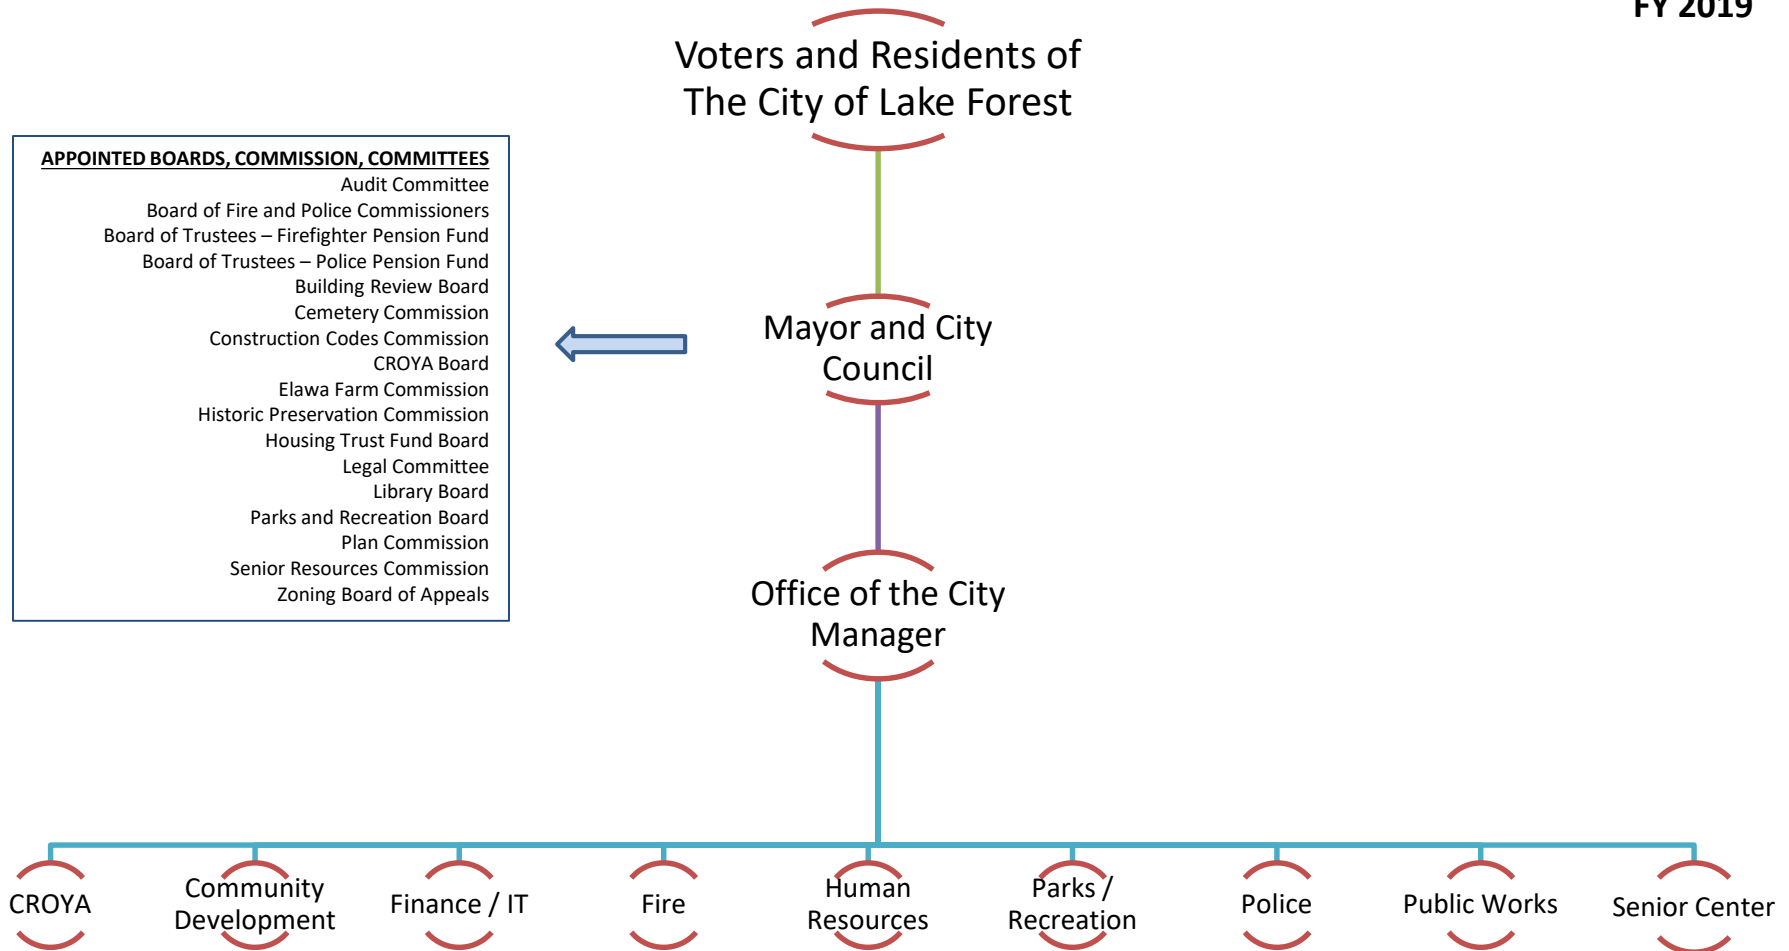 FY 2019
Voters and Residents of
The City of Lake Forest
APPOINTED BOARDS, COMMISSION, COMMITTEES
Audit Committee
Board of Fire and Police Commissioners
Board of Trustees – Firefighter Pension Fund
Board of Trustees – Police Pension Fund
Building Review Board
Cemetery Commission
Construction Codes Commission
CROYA Board
Elawa Farm Commission
Historic Preservation Commission
Housing Trust Fund Board
Legal Committee
Library Board
Parks and Recreation Board
Plan Commission
Senior Resources Commission
Zoning Board of Appeals
Mayor and City
Council
Office of the City
Manager
CROYA
Community
Development
Finance / IT
Fire
Human
Resources
Parks /
Recreation
Police
Public Works
Senior Center